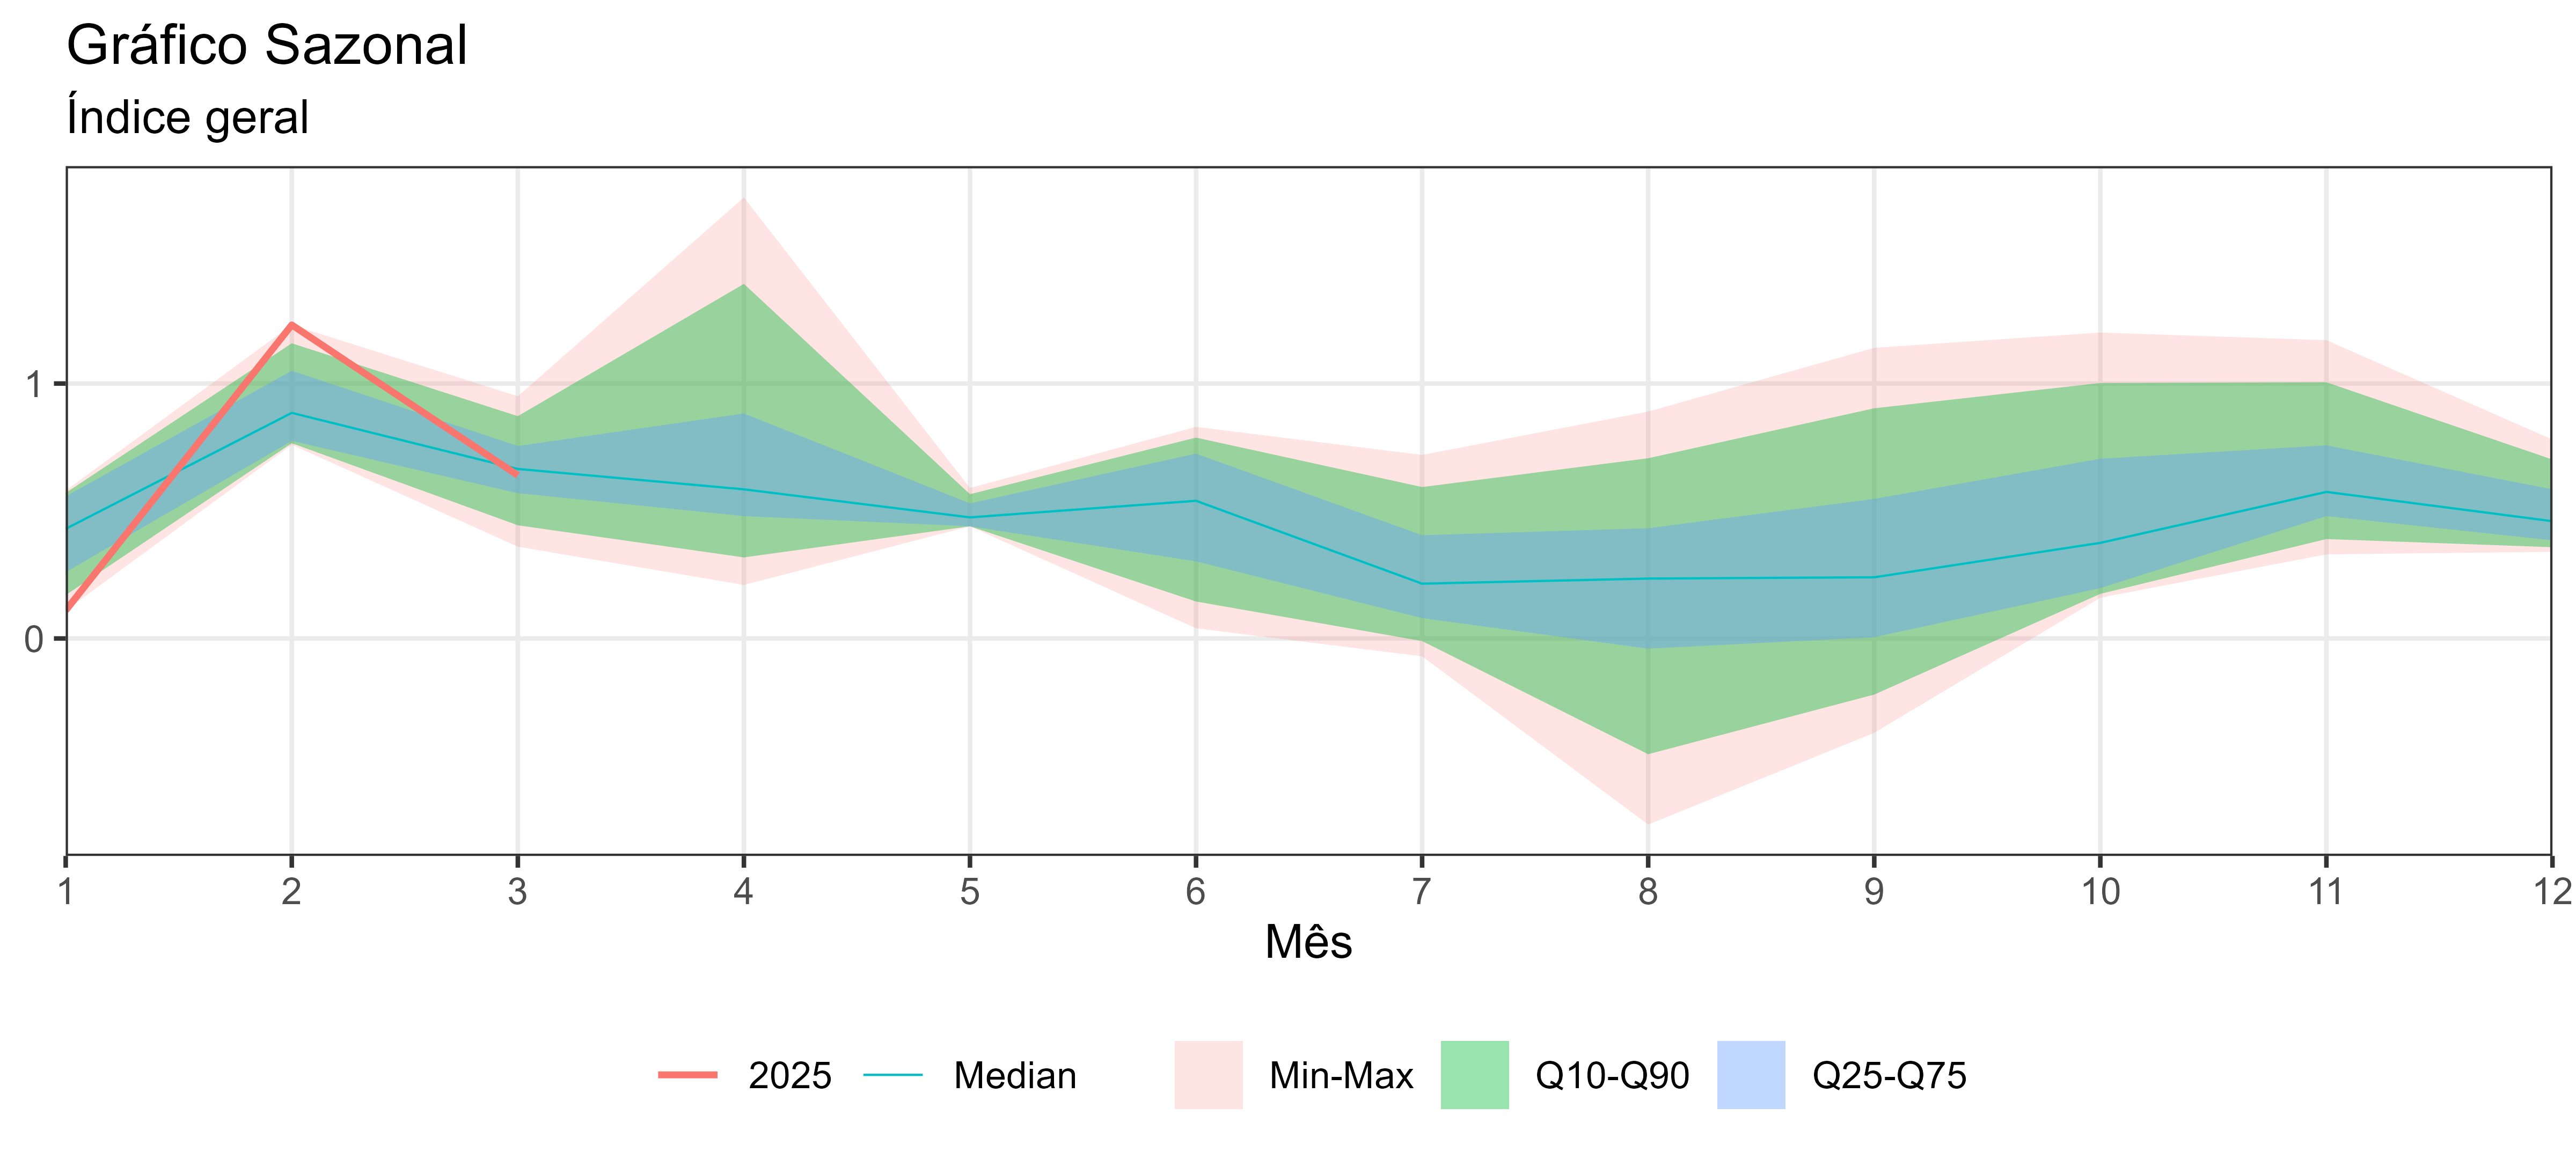 Gráfico Sazonal
Índice geral
1
0
1 2 3 4 5 6 7 8 9 10 11 12
Mês
2025 Median Min-Max Q10-Q90 Q25-Q75